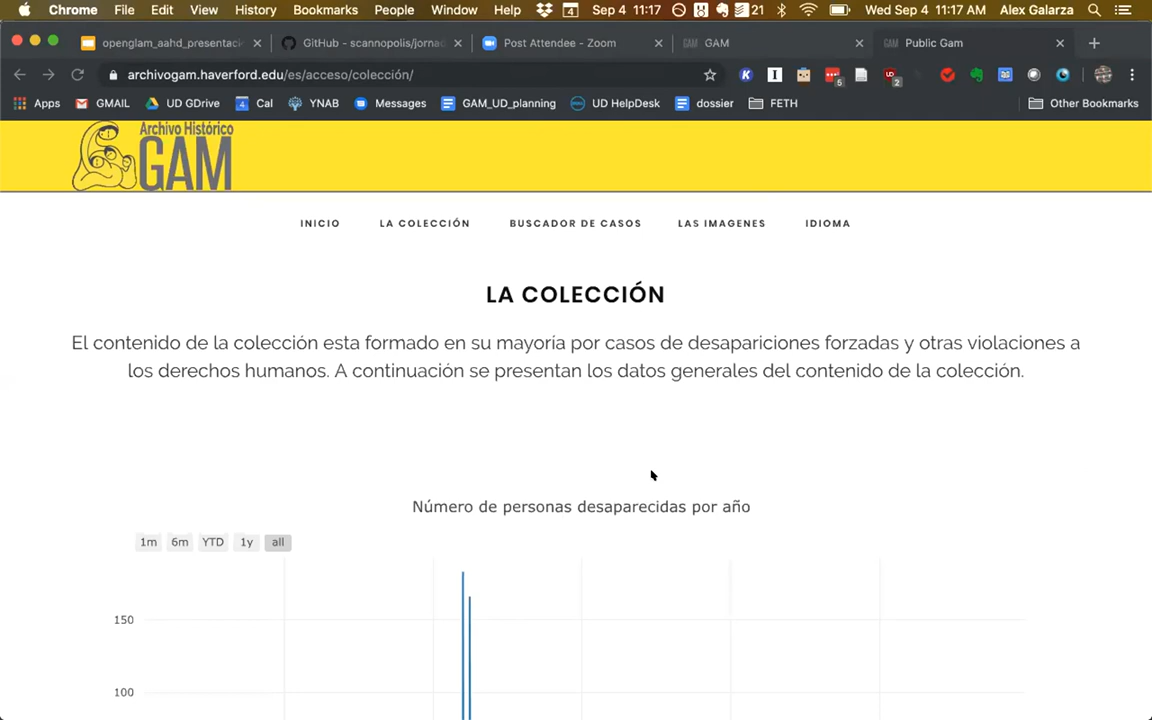 Chrome File Edit View History Bookmarks People Window Help 4 Sep 4 11:17 21 Wed Sep 4 11:17 AM Alex Galarza
openglam_aahd_presentack GitHub - scannopolis/jornac Post Attendee - Zoom GAM Public Gam
archivogam.haverford.edu/es/acceso/colección/
Apps GMAIL UD GDrive Cal YNAB Messages GAM_UD_planning UD HelpDesk dossier FETH Other Bookmarks
Archivo Histórico
GAM
INICIO LA COLECCIÓN BUSCADOR DE CASOS LAS IMAGENES IDIOMA
LA COLECCIÓN
El contenido de la colección esta formado en su mayoría por casos de desapariciones forzadas y otras violaciones a
los derechos humanos. A continuación se presentan los datos generales del contenido de la colección.
Número de personas desaparecidas por año
1m 6m YTD 1y all
150
100